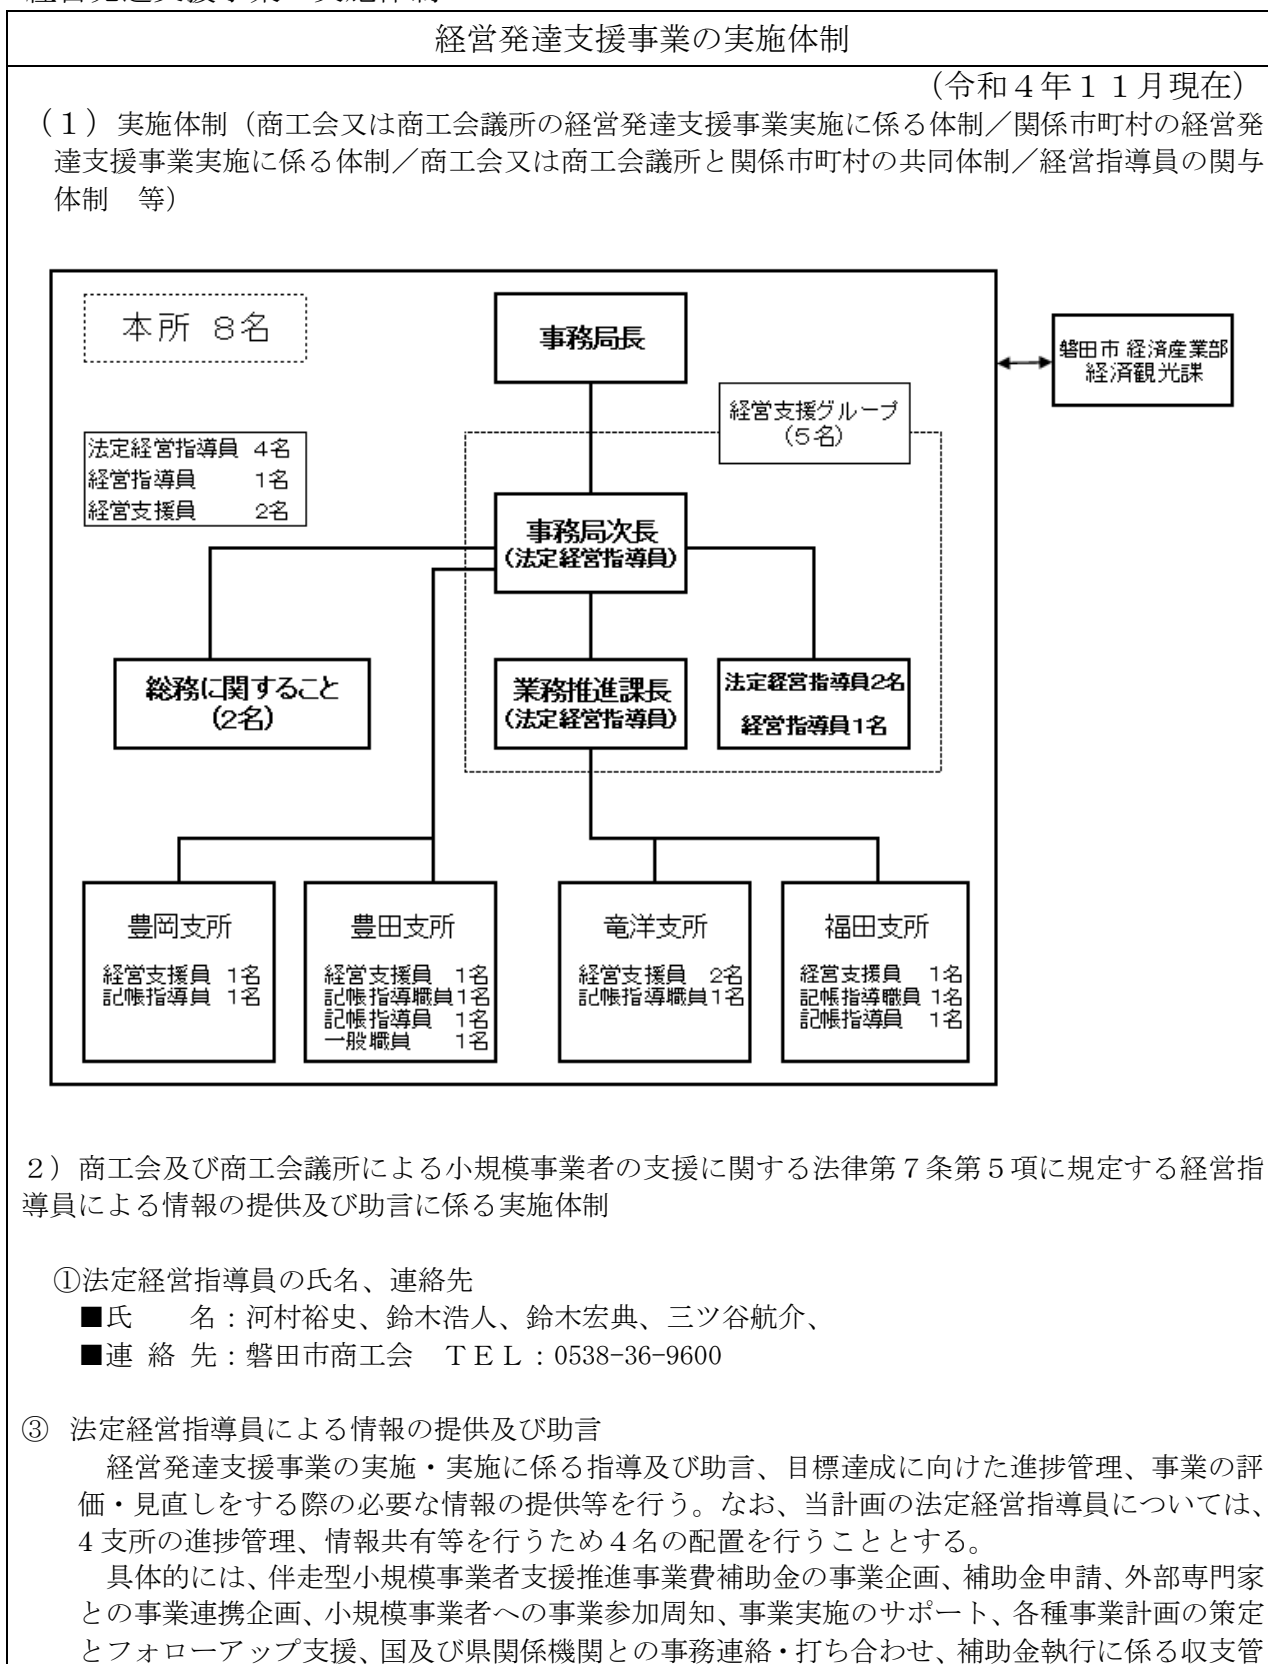 経営発達支援事業の実施体制
（令和４年１１月現在）
（１）実施体制（商工会又は商工会議所の経営発達支援事業実施に係る体制／関係市町村の経営発
達支援事業実施に係る体制／商工会又は商工会議所と関係市町村の共同体制／経営指導員の関与
体制　等）
本所 8名
事務局長
磐田市 経済産業部
経済観光課
経営支援グループ
（5名）
法定経営指導員 4名
経営指導員 1名
経営支援員 2名
事務局次長
（法定経営指導員）
総務に関すること
（2名）
業務推進課長
（法定経営指導員）
法定経営指導員2名
経営指導員1名
豊岡支所
経営支援員 1名
記帳指導員 1名
豊田支所
経営支援員 1名
記帳指導職員1名
記帳指導員 1名
一般職員 1名
竜洋支所
経営支援員 2名
記帳指導職員1名
福田支所
経営支援員 1名
記帳指導職員 1名
記帳指導員 1名
２）商工会及び商工会議所による小規模事業者の支援に関する法律第７条第５項に規定する経営指
導員による情報の提供及び助言に係る実施体制
①法定経営指導員の氏名、連絡先
■氏　　名：河村裕史、鈴木浩人、鈴木宏典、三ツ谷航介、
■連 絡 先：磐田市商工会　ＴＥＬ：0538-36-9600
③ 法定経営指導員による情報の提供及び助言
経営発達支援事業の実施・実施に係る指導及び助言、目標達成に向けた進捗管理、事業の評
価・見直しをする際の必要な情報の提供等を行う。なお、当計画の法定経営指導員については、
４支所の進捗管理、情報共有等を行うため４名の配置を行うこととする。
具体的には、伴走型小規模事業者支援推進事業費補助金の事業企画、補助金申請、外部専門家
との事業連携企画、小規模事業者への事業参加周知、事業実施のサポート、各種事業計画の策定
とフォローアップ支援、国及び県関係機関との事務連絡・打ち合わせ、補助金執行に係る収支管